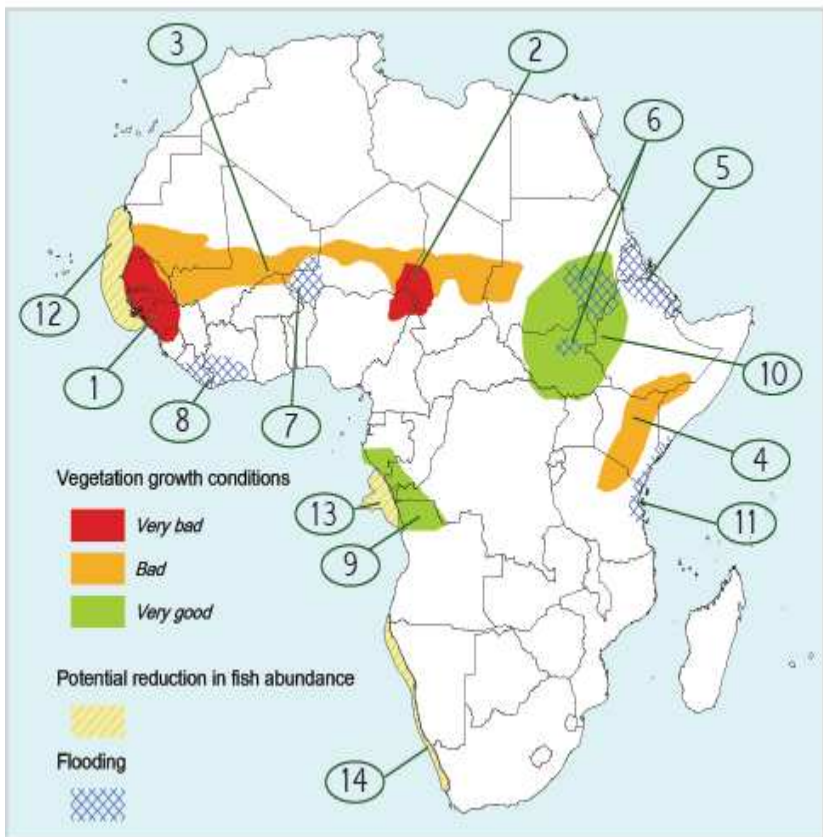 3
2
6
5
12
1
8
7
10
4
13
9
11
14
Vegetation growth conditions
Very bad
Bad
Very good
Potential reduction in fish abundance
Flooding